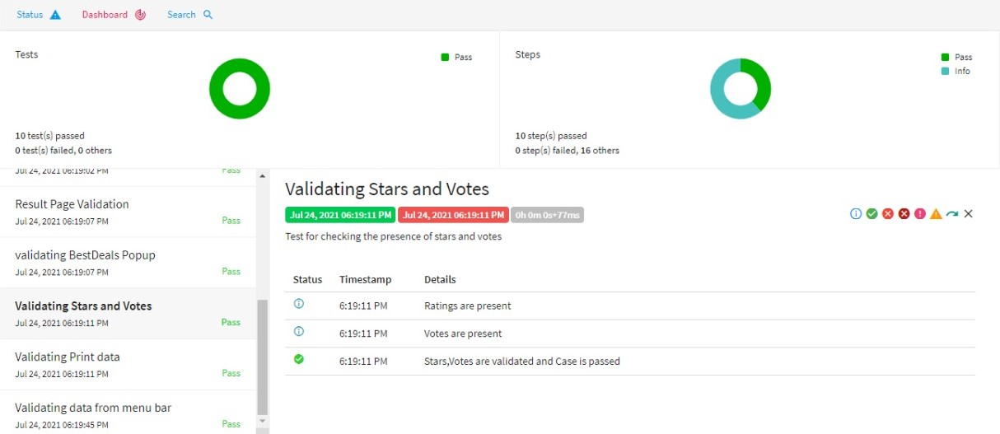 Status Dashboard Search
Tests
Pass
10 test(s) passed
0 test(s) failed, 0 others
Steps
Pass
Info
10 step(s) passed
0 step(s) failed, 16 others
Jul 24, 2021 06:19:02 PM Pass
Result Page Validation
Jul 24, 2021 06:19:07 PM Pass
validating BestDeals Popup
Jul 24, 2021 06:19:07 PM Pass
Validating Stars and Votes
Jul 24, 2021 06:19:11 PM Pass
Validating Print data
Jul 24, 2021 06:19:11 PM Pass
Validating data from menu bar
Jul 24, 2021 06:19:45 PM Pass
Validating Stars and Votes
Jul 24, 2021 06:19:11 PM Jul 24, 2021 06:19:11 PM 0h 0m 0s+77ms
Test for checking the presence of stars and votes
Status Timestamp Details
6:19:11 PM Ratings are present
6:19:11 PM Votes are present
6:19:11 PM Stars,Votes are validated and Case is passed